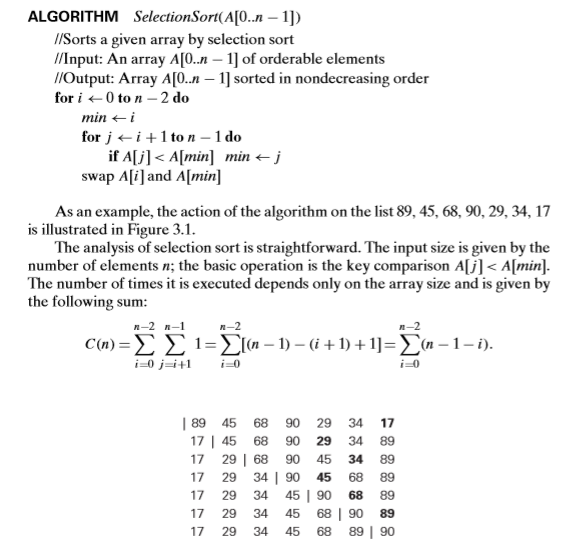 ALGORITHM SelectionSort(A[0..n – 1])
//Sorts a given array by selection sort
//Input: An array A[0..n – 1] of orderable elements
//Output: Array A[0..n – 1] sorted in nondecreasing order
for i ← 0 to n – 2 do
min ← i
for j ← i + 1 to n – 1 do
if A[j] < A[min] min ← j
swap A[i] and A[min]
As an example, the action of the algorithm on the list 89, 45, 68, 90, 29, 34, 17
is illustrated in Figure 3.1.
The analysis of selection sort is straightforward. The input size is given by the
number of elements n; the basic operation is the key comparison A[j] < A[min].
The number of times it is executed depends only on the array size and is given by
the following sum:
C(n) = ∑_{i=0}^{n–2} ∑_{j=i+1}^{n–1} 1 = ∑_{i=0}^{n–2} [(n – 1) – (i + 1) + 1] = ∑_{i=0}^{n–2} (n – 1 – i).
| 89 45 68 90 29 34 17
17 | 45 68 90 29 34 89
17 29 | 68 90 45 34 89
17 29 34 | 90 45 68 89
17 29 34 45 | 90 68 89
17 29 34 45 68 | 90 89
17 29 34 45 68 89 | 90